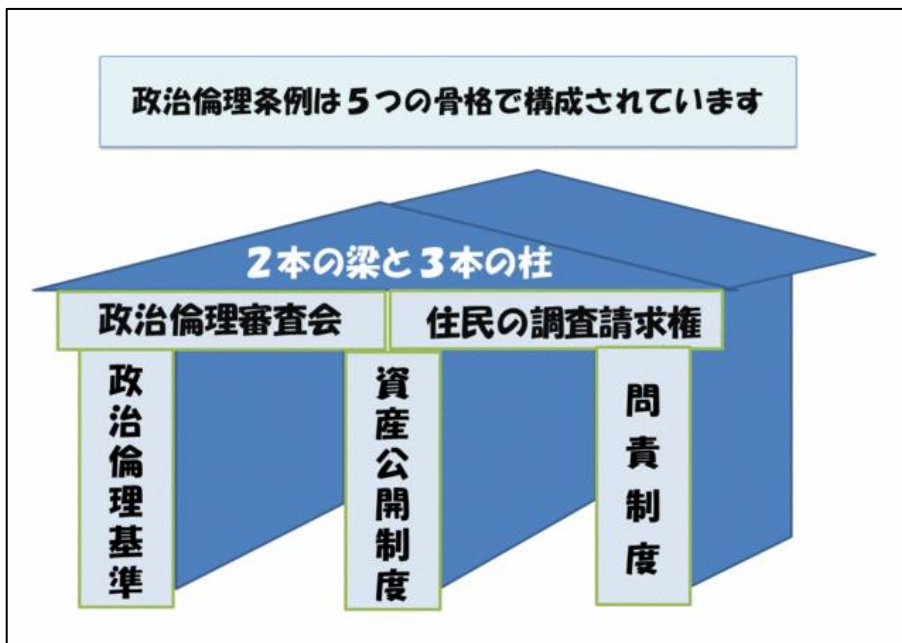 政治倫理条例は5つの骨格で構成されています
2本の梁と3本の柱
政治倫理審査会
住民の調査請求権
政治倫理基準
資産公開制度
問責制度